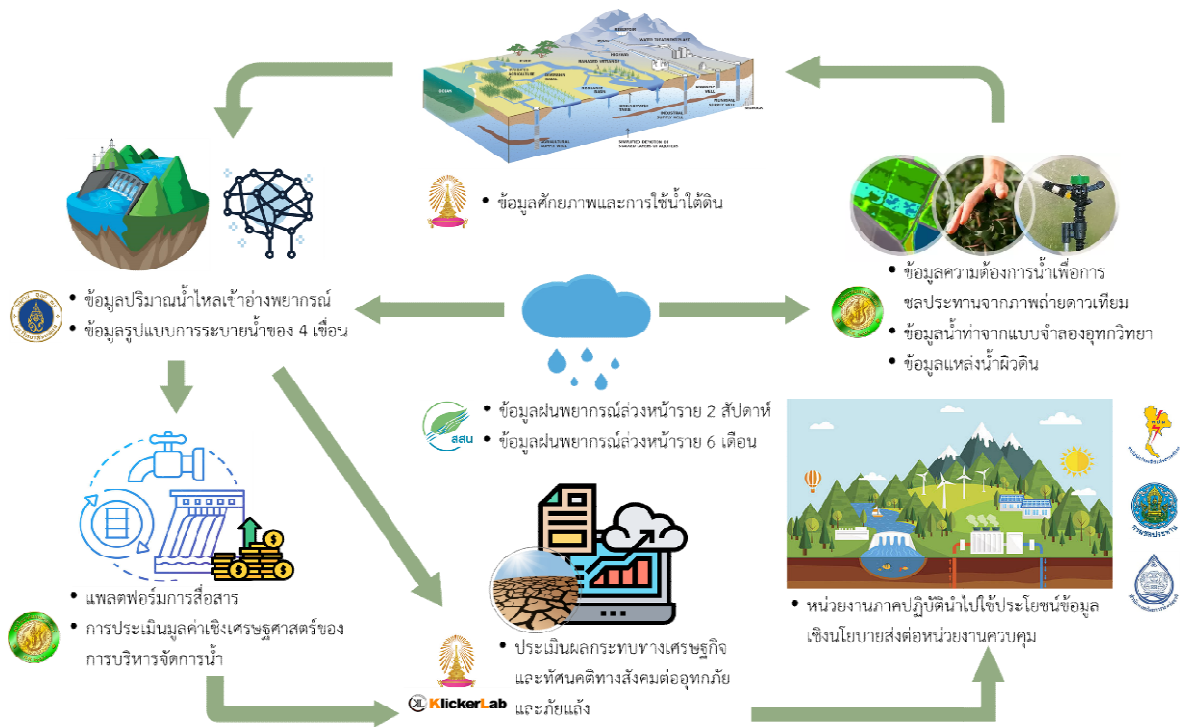 • ข้อมูลศักยภาพและการใช้น้ำใต้ดิน
• ข้อมูลปริมาณน้ำไหลเข้าอ่างพยากรณ์
• ข้อมูลรูปแบบการระบายน้ำของ 4 เขื่อน
• ข้อมูลความต้องการน้ำเพื่อการ
ชลประทานจากภาพถ่ายดาวเทียม
• ข้อมูลน้ำท่าจากแบบจำลองอุทกวิทยา
• ข้อมูลแหล่งน้ำผิวดิน
สสน
• ข้อมูลฝนพยากรณ์ล่วงหน้าราย 2 สัปดาห์
• ข้อมูลฝนพยากรณ์ล่วงหน้าราย 6 เดือน
• แพลตฟอร์มการสื่อสาร
• การประเมินมูลค่าเชิงเศรษฐศาสตร์ของ
การบริหารจัดการน้ำ
• ประเมินผลกระทบทางเศรษฐกิจ
และทัศนคติทางสังคมต่ออุทกภัย
และภัยแล้ง
KlickerLab
• หน่วยงานภาคปฏิบัตินำไปใช้ประโยชน์ข้อมูล
เชิงนโยบายส่งต่อหน่วยงานควบคุม
กรมชลประทาน